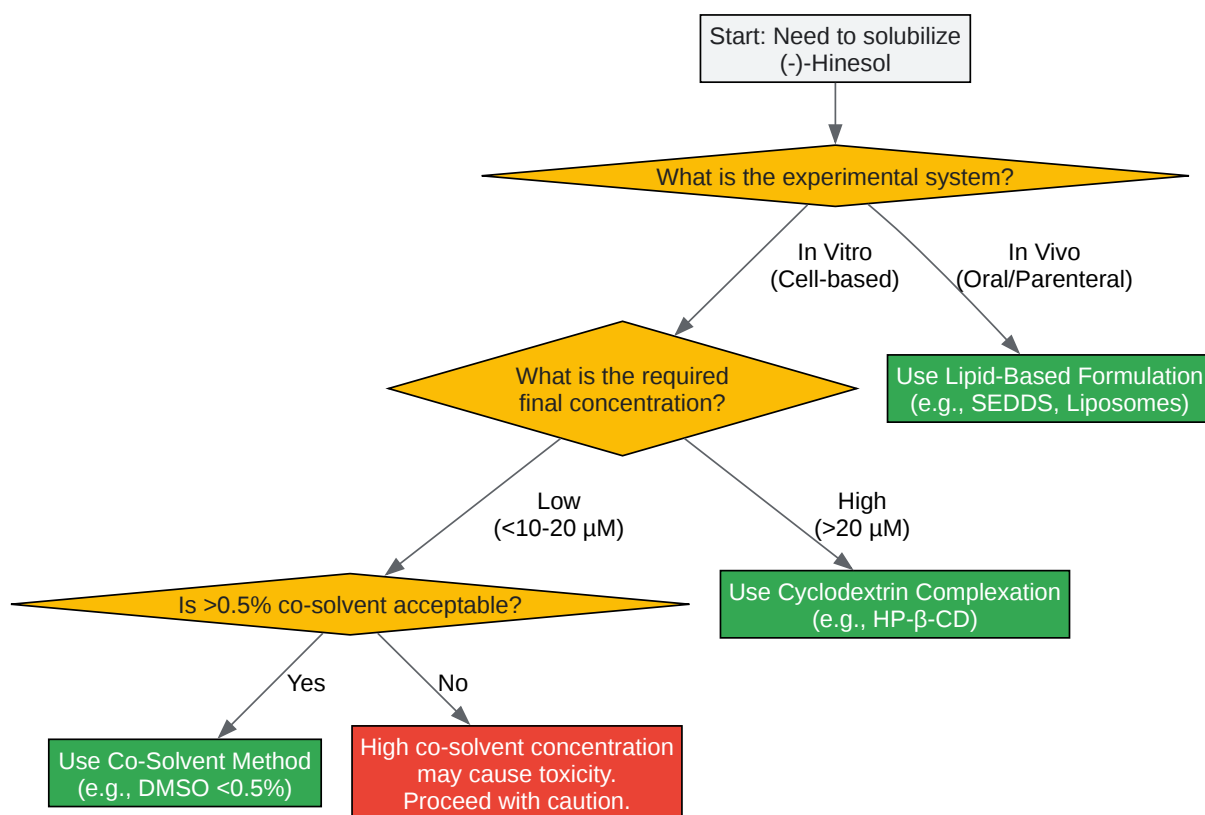 Start: Need to solubilize
(-)-Hinesol
What is the experimental system?
In Vitro
(Cell-based)
In Vivo
(Oral/Parenteral)
What is the required
final concentration?
Use Lipid-Based Formulation
(e.g., SEDDS, Liposomes)
Low
(<10-20 µM)
High
(>20 µM)
Is >0.5% co-solvent acceptable?
Use Cyclodextrin Complexation
(e.g., HP-β-CD)
Yes
No
Use Co-Solvent Method
(e.g., DMSO <0.5%)
High co-solvent concentration
may cause toxicity.
Proceed with caution.